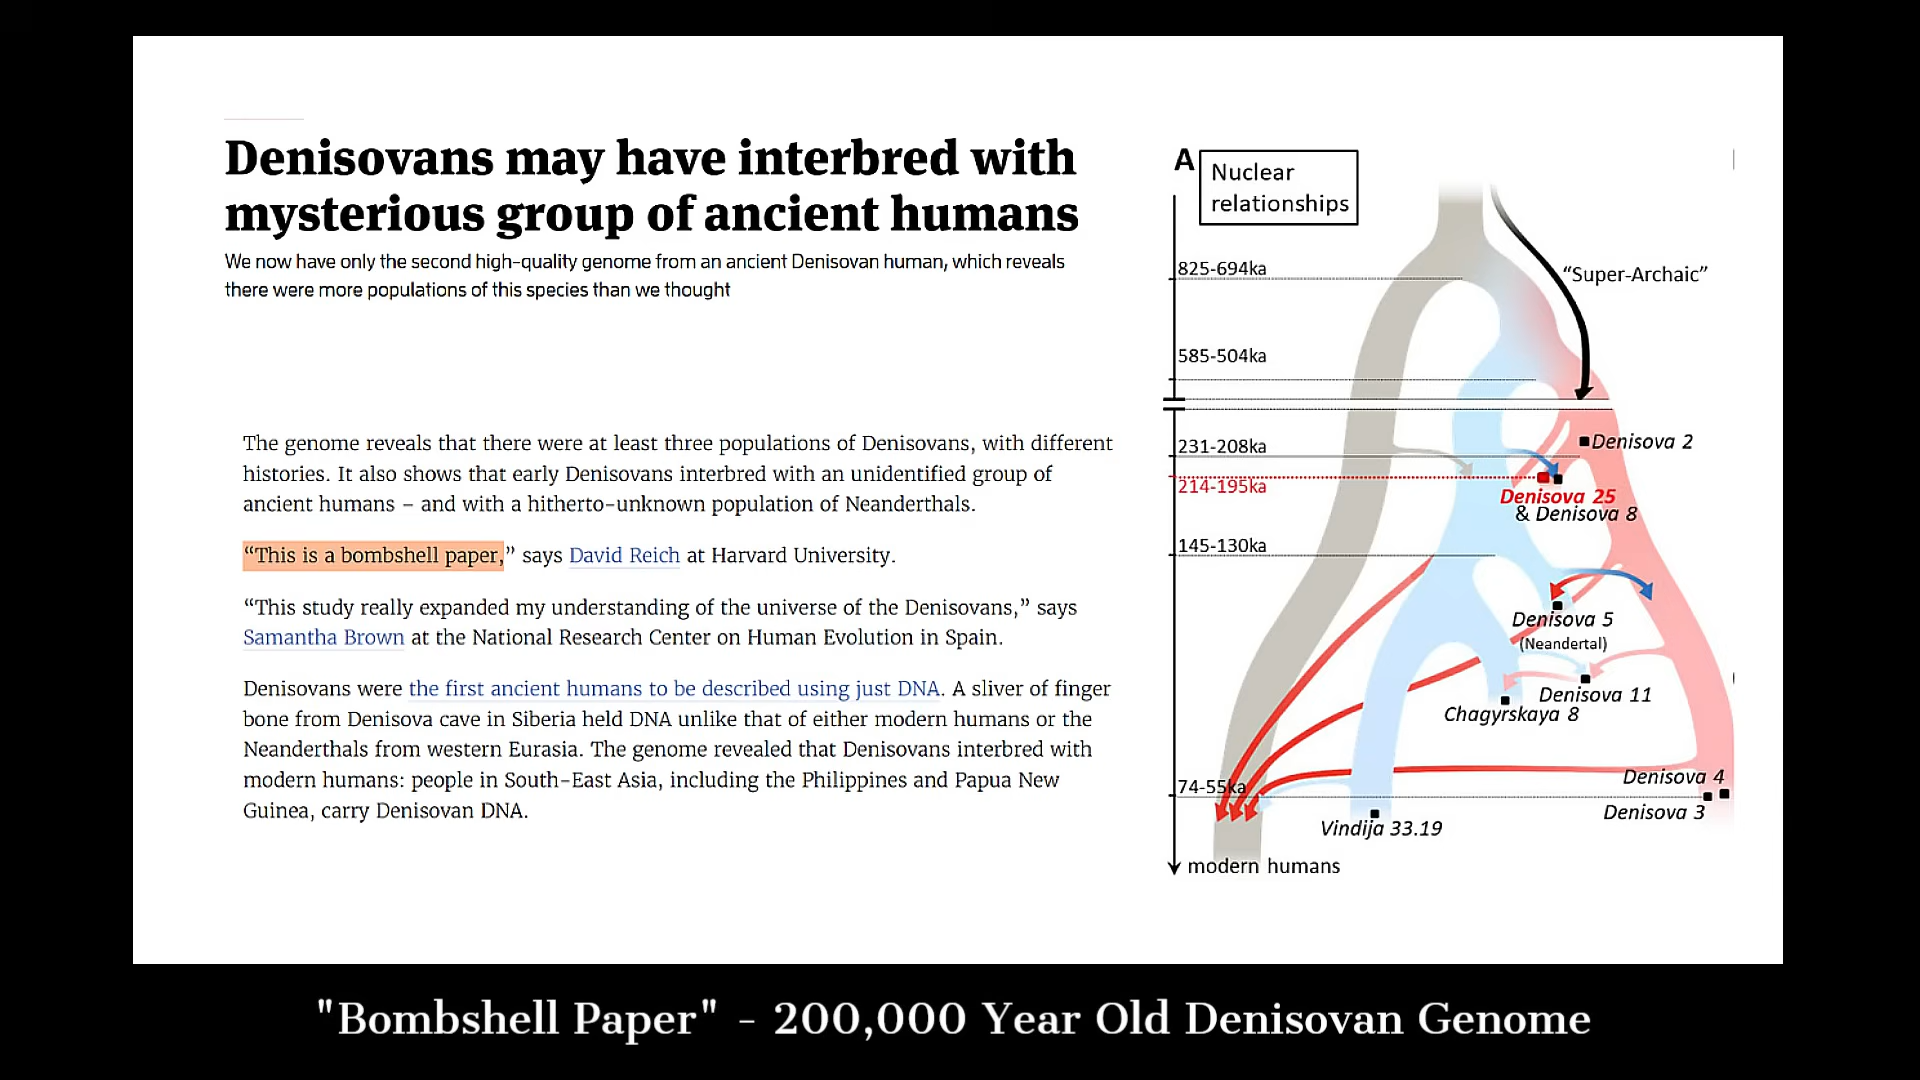 Denisovans may have interbred with
mysterious group of ancient humans
We now have only the second high-quality genome from an ancient Denisovan human, which reveals
there were more populations of this species than we thought
The genome reveals that there were at least three populations of Denisovans, with different
histories. It also shows that early Denisovans interbred with an unidentified group of
ancient humans – and with a hitherto-unknown population of Neanderthals.
“This is a bombshell paper,” says David Reich at Harvard University.
“This study really expanded my understanding of the universe of the Denisovans,” says
Samantha Brown at the National Research Center on Human Evolution in Spain.
Denisovans were the first ancient humans to be described using just DNA. A sliver of finger
bone from Denisova cave in Siberia held DNA unlike that of either modern humans or the
Neanderthals from western Eurasia. The genome revealed that Denisovans interbred with
modern humans: people in South-East Asia, including the Philippines and Papua New
Guinea, carry Denisovan DNA.
A
Nuclear
relationships
825-694ka
“Super-Archaic”
585-504ka
231-208ka
Denisova 2
214-195ka
Denisova 25
& Denisova 8
145-130ka
Denisova 5
(Neandertal)
Denisova 11
Chagyrskaya 8
74-55ka
Denisova 4
Denisova 3
Vindija 33.19
modern humans
"Bombshell Paper" - 200,000 Year Old Denisovan Genome